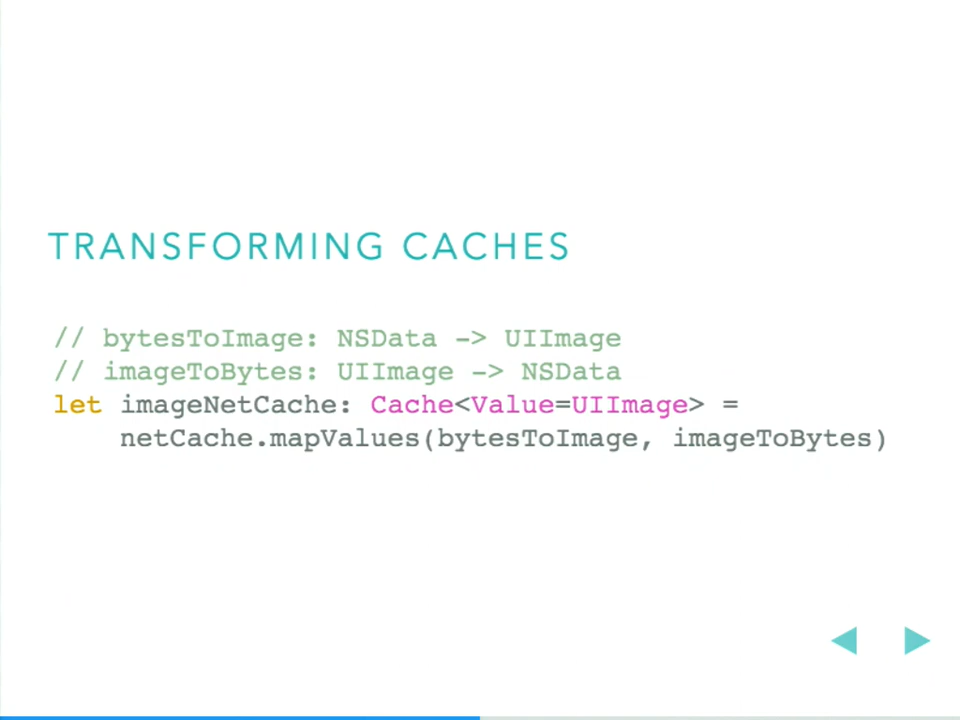 TRANSFORMING CACHES
// bytesToImage: NSData -> UIImage
// imageToBytes: UIImage -> NSData
let imageNetCache: Cache<Value=UIImage> =
    netCache.mapValues(bytesToImage, imageToBytes)